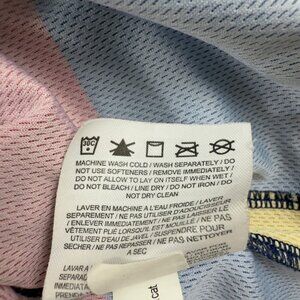 30C
MACHINE WASH COLD / WASH SEPARATELY / DO
NOT USE SOFTENERS / REMOVE IMMEDIATELY /
DO NOT ALLOW TO LAY ON ITSELF WHEN WET /
DO NOT BLEACH / LINE DRY / DO NOT IRON / DO
NOT DRY CLEAN
LAVER EN MACHINE A L'EAU FROIDE / LAVER
SEPAREMENT / NE PAS UTILISER D'ADOUCISSEUR
ENLEVER IMMEDIATEMENT / NE PAS LAISSER LE
VÊTEMENT PLIE LORSQU'IL EST MOUILLE / NE PAS
UTILISER D'EAU DE JAVEL / SUSPENDRE POUR
SECHER / NE PAS REPASSER / NE PAS NETTOYER
A SEC
LAVAR A
SEPARA